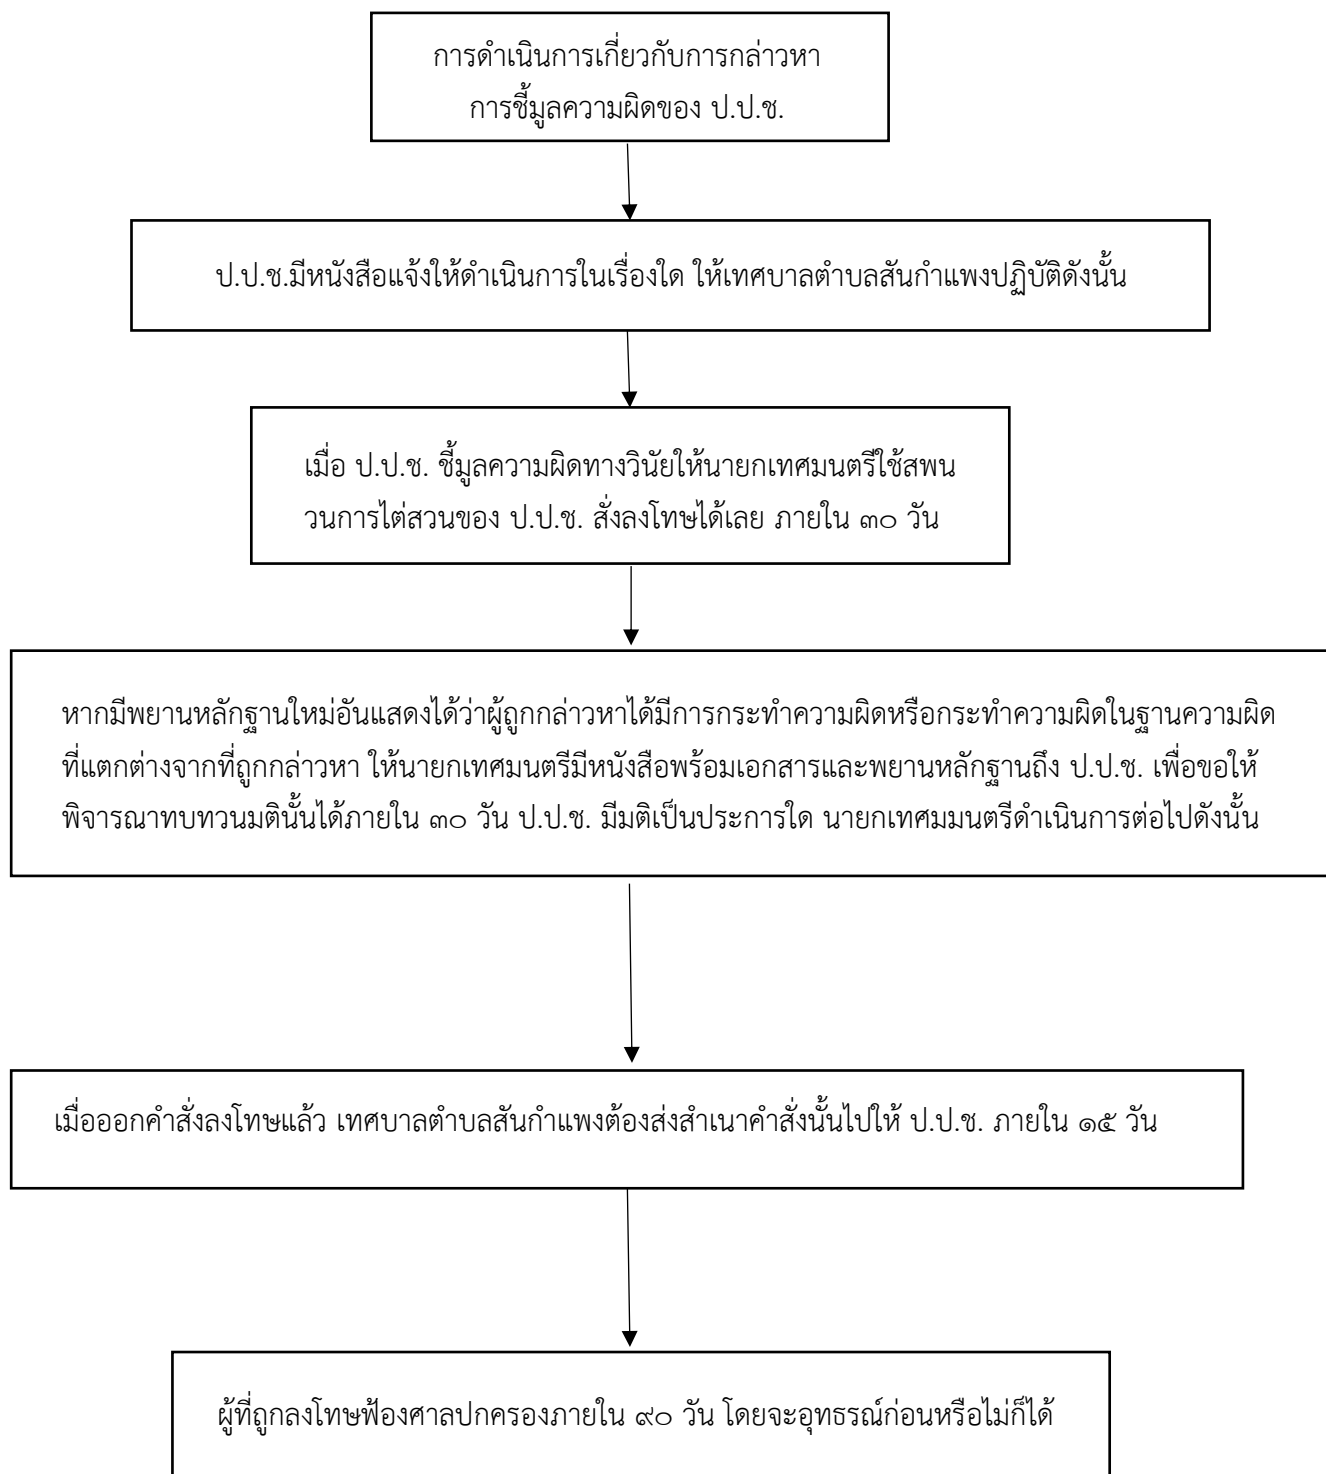 การดำเนินการเกี่ยวกับการกล่าวหา
การชี้มูลความผิดของ ป.ป.ช.
ป.ป.ช.มีหนังสือแจ้งให้ดำเนินการในเรื่องใด ให้เทศบาลตำบลสันกำแพงปฏิบัติดังนั้น
เมื่อ ป.ป.ช. ชี้มูลความผิดทางวินัยให้นายกเทศมนตรีใช้สพน
วนการไต่สวนของ ป.ป.ช. สั่งลงโทษได้เลย ภายใน ๓๐ วัน
หากมีพยานหลักฐานใหม่อันแสดงได้ว่าผู้ถูกกล่าวหาได้มีการกระทำความผิดหรือกระทำความผิดในฐานความผิด
ที่แตกต่างจากที่ถูกกล่าวหา ให้นายกเทศมนตรีมีหนังสือพร้อมเอกสารและพยานหลักฐานถึง ป.ป.ช. เพื่อขอให้
พิจารณาทบทวนมตินั้นได้ภายใน ๓๐ วัน ป.ป.ช. มีมติเป็นประการใด นายกเทศมมนตรีดำเนินการต่อไปดังนั้น
เมื่อออกคำสั่งลงโทษแล้ว เทศบาลตำบลสันกำแพงต้องส่งสำเนาคำสั่งนั้นไปให้ ป.ป.ช. ภายใน ๑๕ วัน
ผู้ที่ถูกลงโทษฟ้องศาลปกครองภายใน ๙๐ วัน โดยจะอุทธรณ์ก่อนหรือไม่ก็ได้